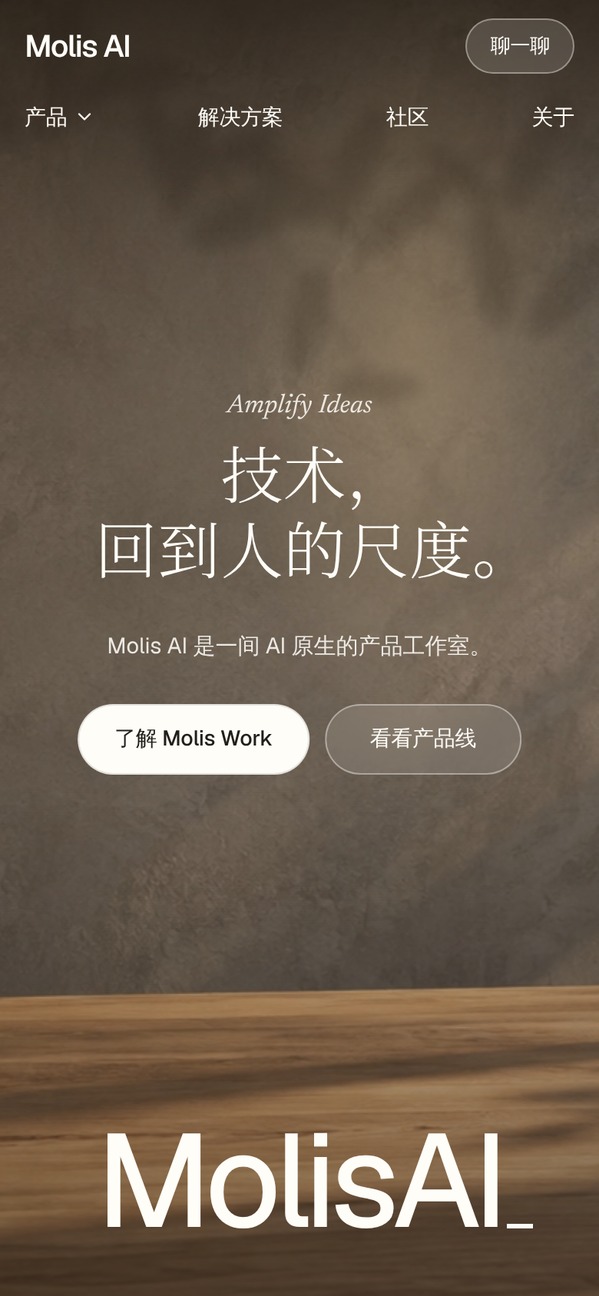 Molis AI
聊一聊
产品
解决方案
社区
关于
Amplify Ideas
技术，
回到人的尺度。
Molis AI 是一间 AI 原生的产品工作室。
了解 Molis Work
看看产品线
MolisAI_